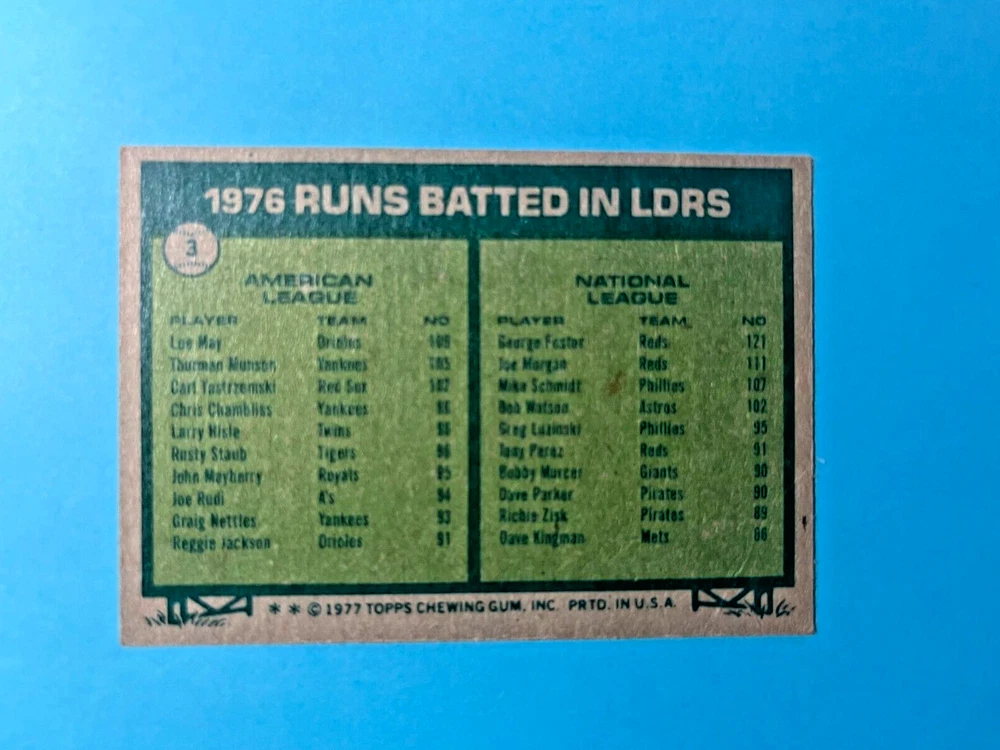 1976 RUNS BATTED IN LDRS
3
AMERICAN
LEAGUE
PLAYER TEAM NO
Lee May Orioles 109
Thurman Munson Yankees 105
Carl Yastrzemski Red Sox 102
Chris Chambliss Yankees 96
Larry Hisle Twins 96
Rusty Staub Tigers 96
John Mayberry Royals 95
Joe Rudi A's 94
Graig Nettles Yankees 93
Reggie Jackson Orioles 91
NATIONAL
LEAGUE
PLAYER TEAM NO
George Foster Reds 121
Joe Morgan Reds 111
Mike Schmidt Phillies 107
Bob Watson Astros 102
Greg Luzinski Phillies 95
Tony Perez Reds 91
Bobby Murcer Giants 90
Dave Parker Pirates 90
Richie Zisk Pirates 89
Dave Kingman Mets 86
* * © 1977 TOPPS CHEWING GUM, INC. PRTD. IN U.S.A.